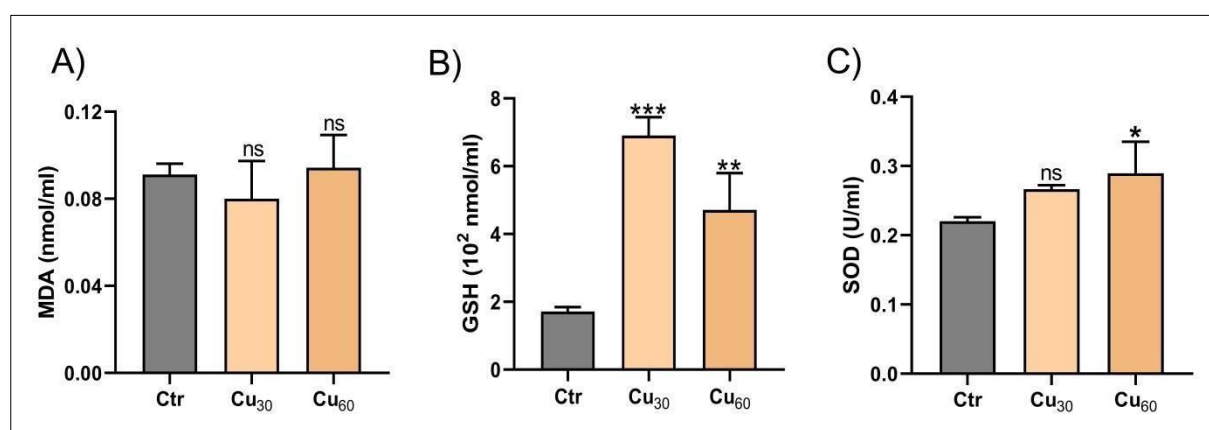 A)
MDA (nmol/ml)
0.12
0.08
0.04
0.00
ns
ns
Ctr
Cu₃₀
Cu₆₀
B)
GSH (10² nmol/ml)
8
6
4
2
0
***
**
Ctr
Cu₃₀
Cu₆₀
C)
SOD (U/ml)
0.4
0.3
0.2
0.1
0.0
ns
*
Ctr
Cu₃₀
Cu₆₀